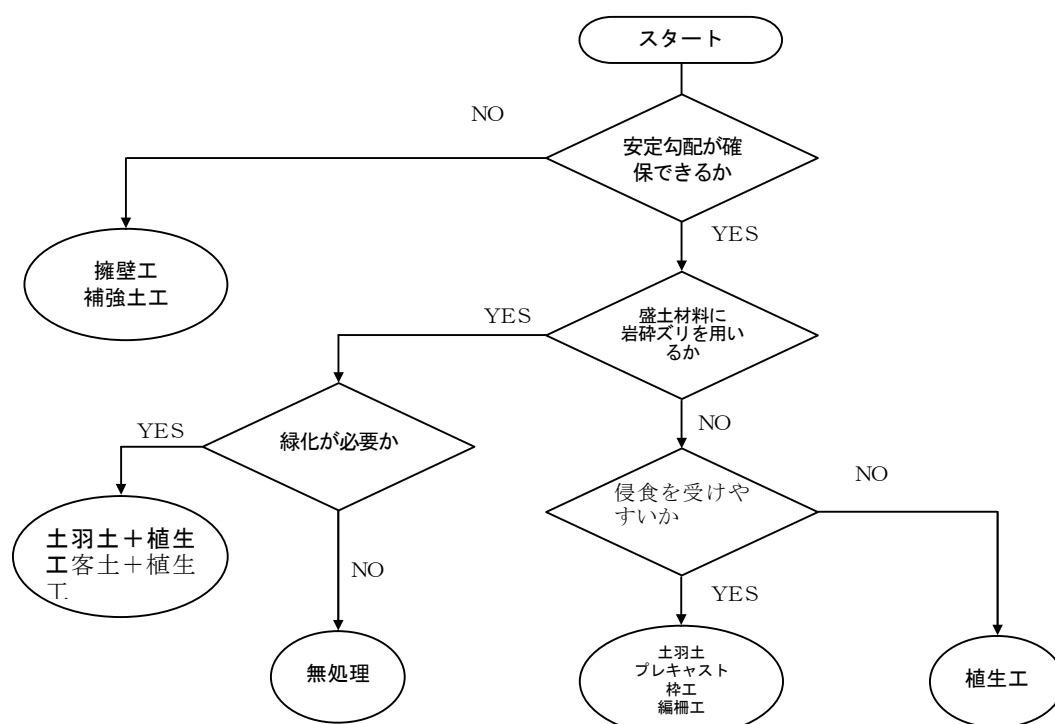 スタート
NO
安定勾配が確
保できるか
YES
擁壁工
補強土工
YES
盛土材料に
岩砕ズリを用い
るか
NO
緑化が必要か
YES
NO
侵食を受けや
すいか
NO
土羽土＋植生
工客土＋植生
工
YES
無処理
土羽土
プレキャスト
枠工
編柵工
植生工